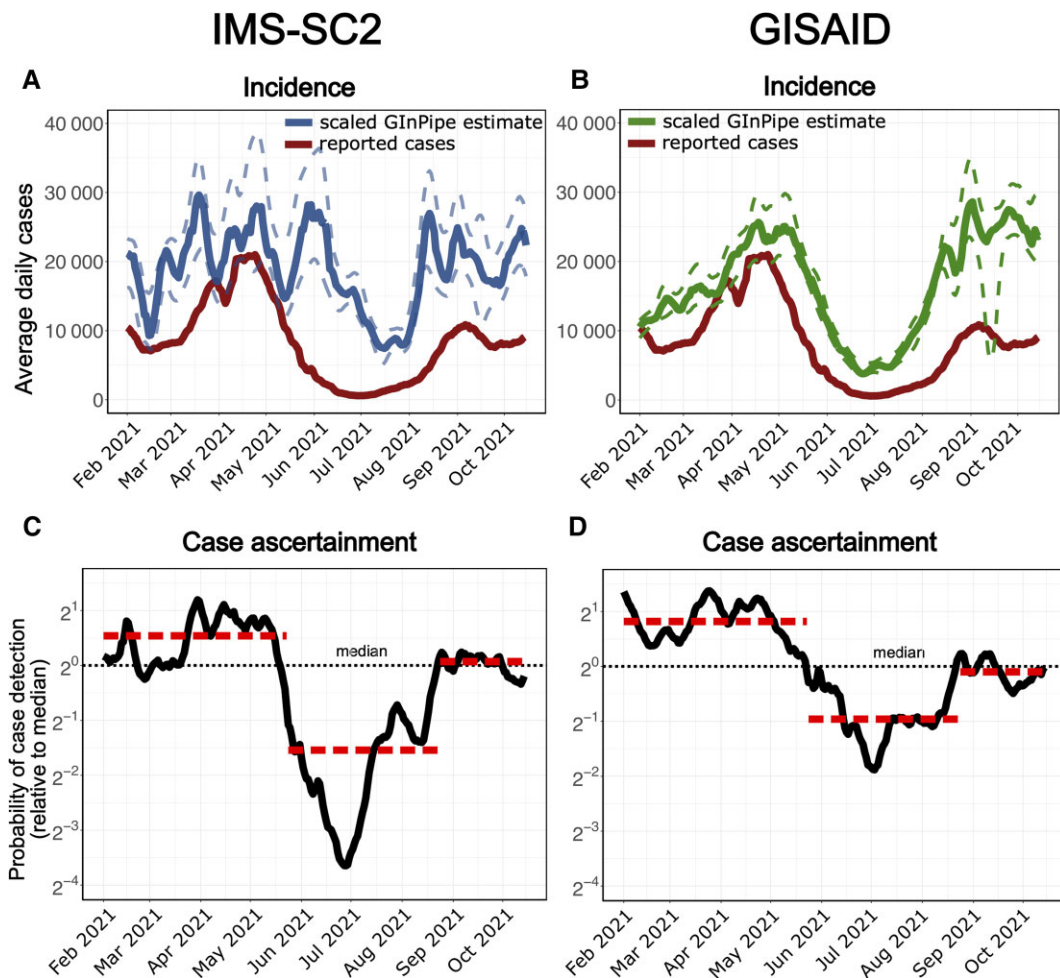 IMS-SC2
GISAID
A
Incidence
scaled GInPipe estimate
reported cases
Average daily cases
40 000
30 000
20 000
10 000
0
Feb 2021
Mar 2021
Apr 2021
May 2021
Jun 2021
Jul 2021
Aug 2021
Sep 2021
Oct 2021
B
Incidence
scaled GInPipe estimate
reported cases
40 000
30 000
20 000
10 000
0
Feb 2021
Mar 2021
Apr 2021
May 2021
Jun 2021
Jul 2021
Aug 2021
Sep 2021
Oct 2021
C
Case ascertainment
Probability of case detection
(relative to median)
2^1
2^0
2^-1
2^-2
2^-3
2^-4
median
Feb 2021
Mar 2021
Apr 2021
May 2021
Jun 2021
Jul 2021
Aug 2021
Sep 2021
Oct 2021
D
Case ascertainment
2^1
2^0
2^-1
2^-2
2^-3
2^-4
median
Feb 2021
Mar 2021
Apr 2021
May 2021
Jun 2021
Jul 2021
Aug 2021
Sep 2021
Oct 2021